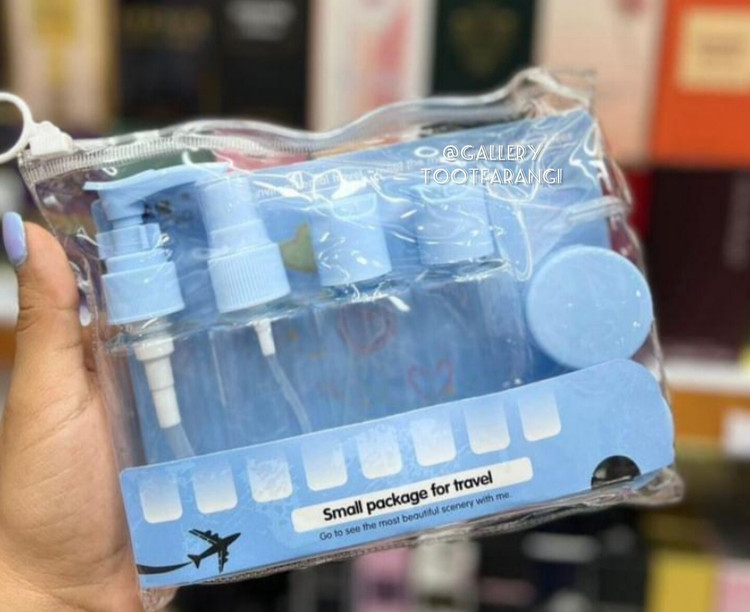 @GALLERY
TOOTFARANGI
Small package for travel
Go to see the most beautiful scenery with me.